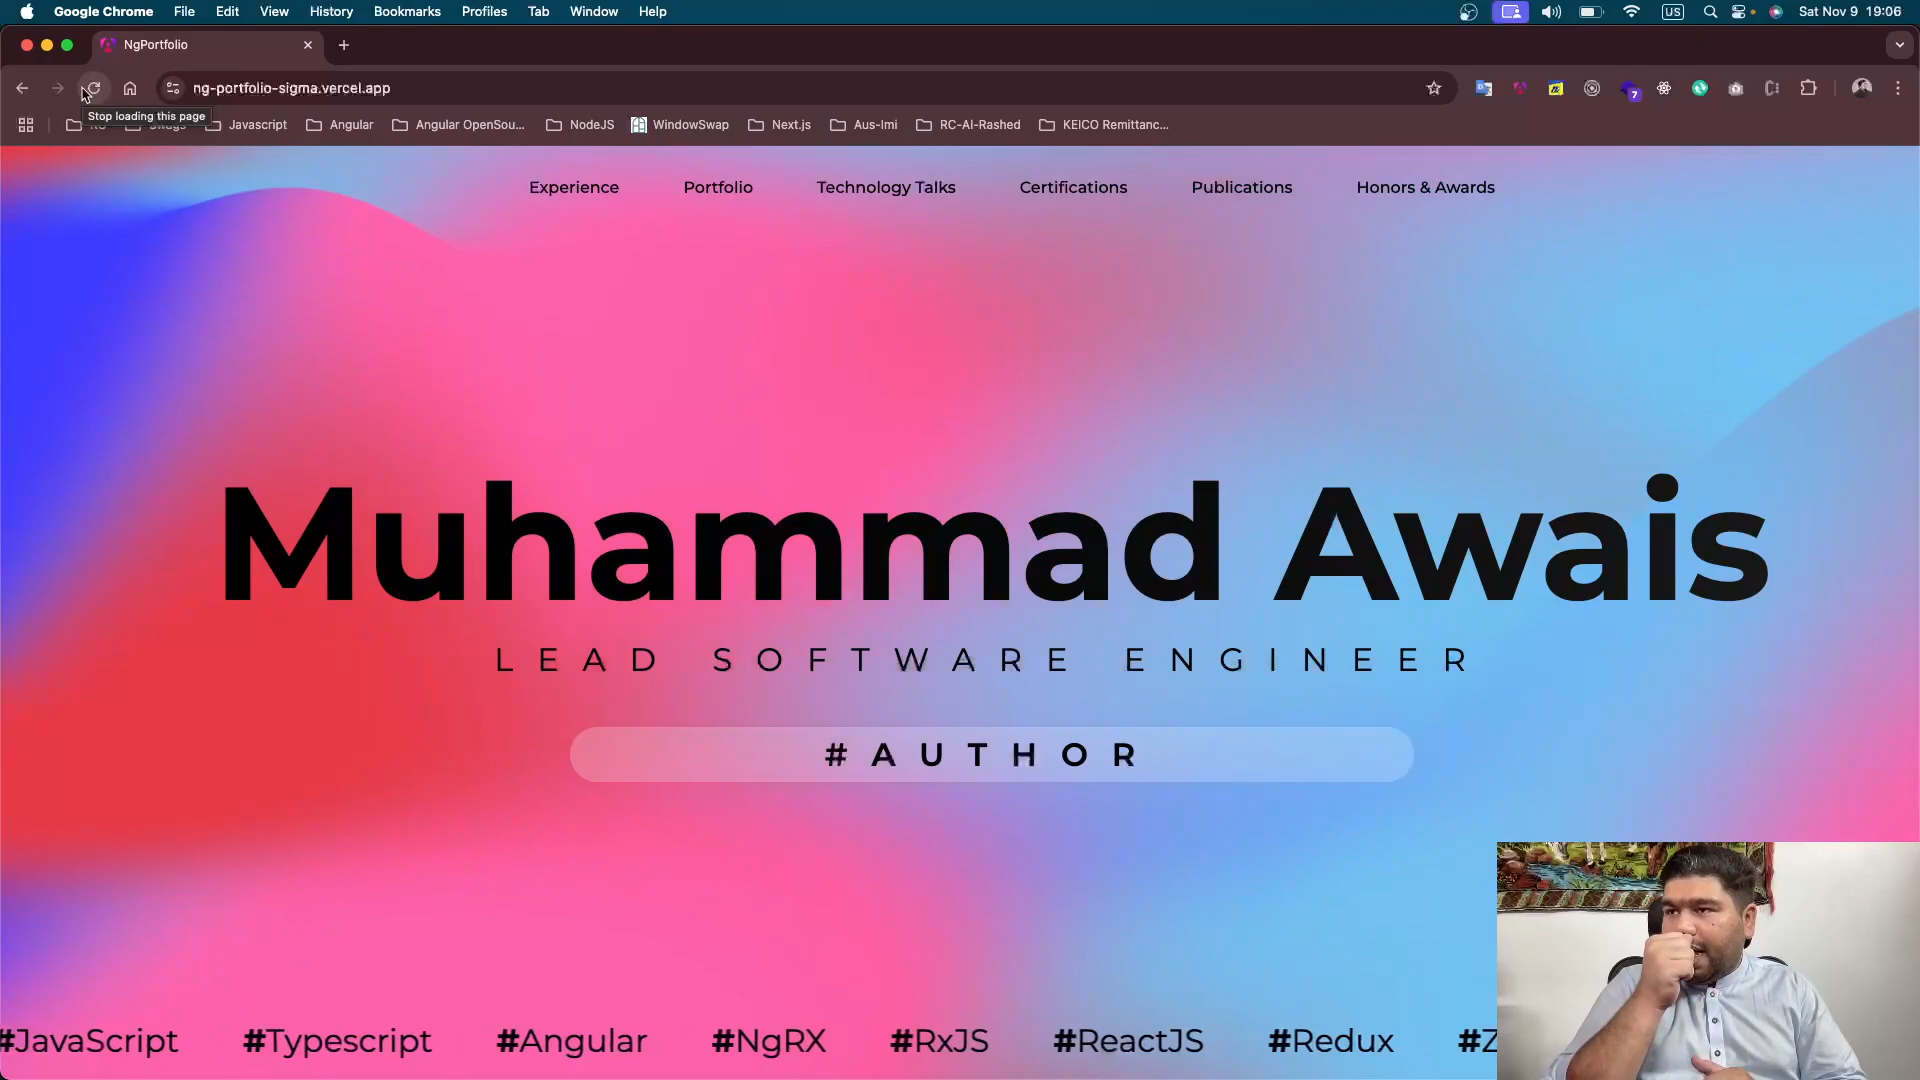 Google Chrome File Edit View History Bookmarks Profiles Tab Window Help US Sat Nov 9 19:06
NgPortfolio
ng-portfolio-sigma.vercel.app 7
Stop loading this page
Javascript Angular Angular OpenSou... NodeJS WindowSwap Next.js Aus-Imi RC-Al-Rashed KEICO Remittanc...
Experience Portfolio Technology Talks Certifications Publications Honors & Awards
Muhammad Awais
LEAD SOFTWARE ENGINEER
#AUTHOR
#JavaScript #Typescript #Angular #NgRX #RxJS #ReactJS #Redux #Z